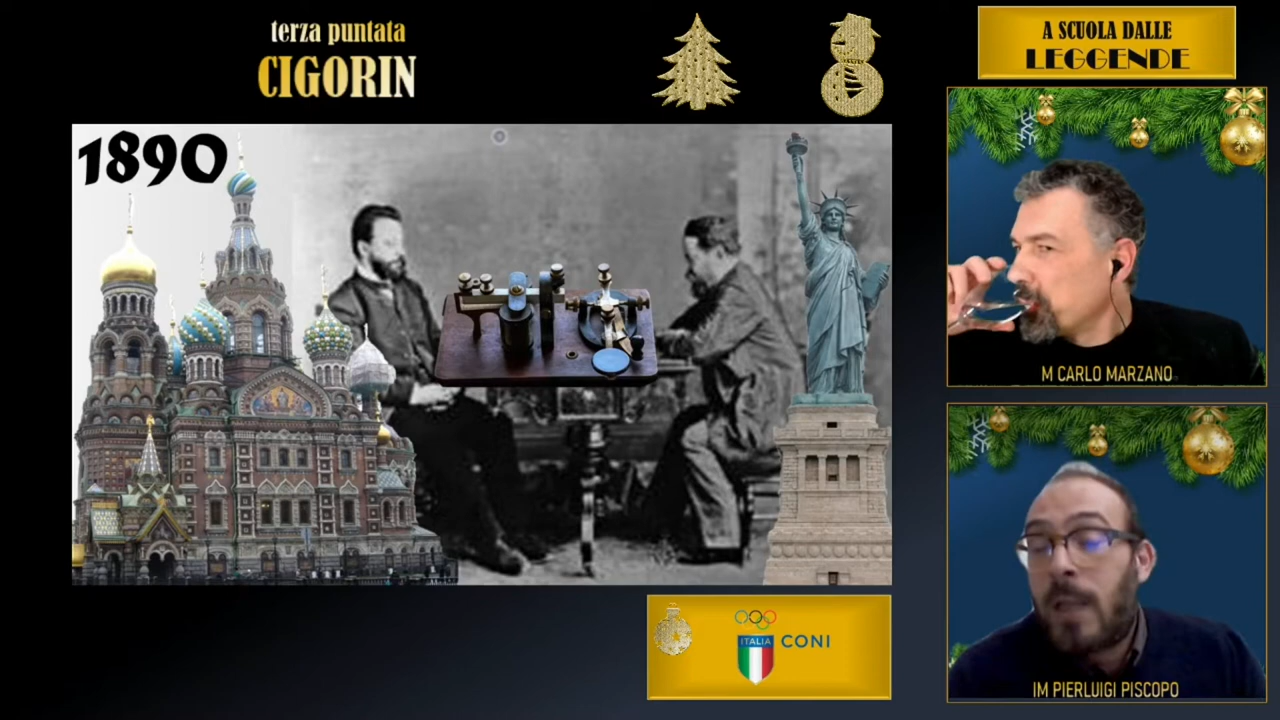 terza puntata
CIGORIN
A SCUOLA DALLE
LEGGENDE
1890
M CARLO MARZANO
ITALIA
CONI
IM PIERLUIGI PISCOPO